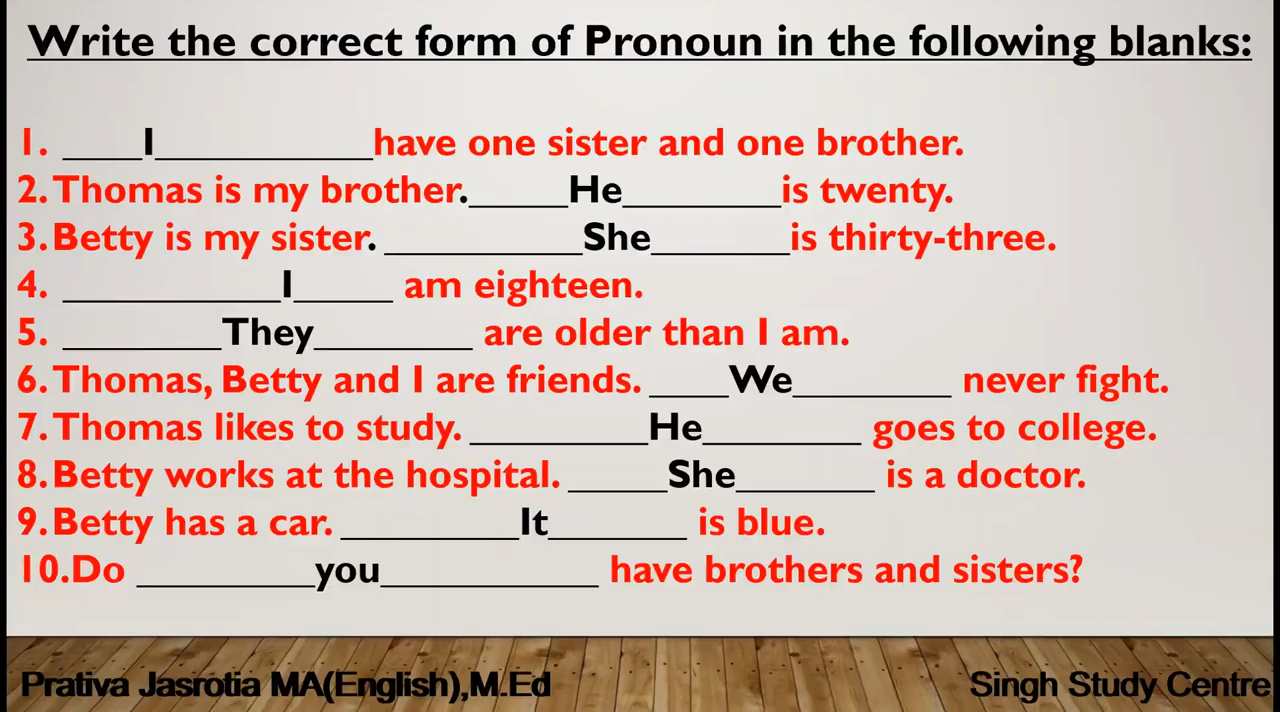 Write the correct form of Pronoun in the following blanks:
1. ____I___________have one sister and one brother.
2. Thomas is my brother._____He________is twenty.
3. Betty is my sister. __________She_______is thirty-three.
4. ___________I_____ am eighteen.
5. ________They________ are older than I am.
6. Thomas, Betty and I are friends. ____We________ never fight.
7. Thomas likes to study. _________He________ goes to college.
8. Betty works at the hospital. _____She_______ is a doctor.
9. Betty has a car. _________It_______ is blue.
10. Do _________you___________ have brothers and sisters?
Prativa Jasrotia MA(English),M.Ed
Singh Study Centre